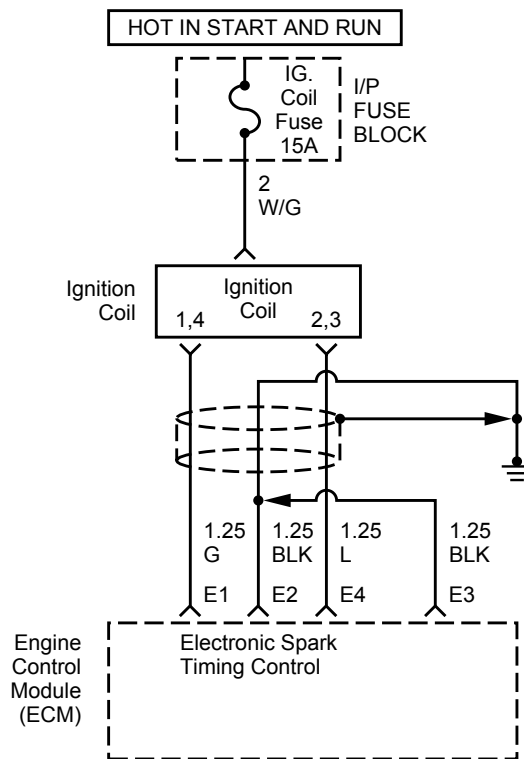 HOT IN START AND RUN
IG.
Coil
Fuse
15A
I/P
FUSE
BLOCK
2
W/G
Ignition
Coil
Ignition
Coil
1,4
2,3
1.25
G
1.25
BLK
1.25
L
1.25
BLK
E1
E2
E4
E3
Engine
Control
Module
(ECM)
Electronic Spark
Timing Control